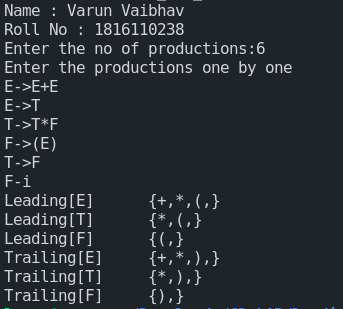 Name : Varun Vaibhav
Roll No : 1816110238
Enter the no of productions:6
Enter the productions one by one
E->E+E
E->T
T->T*F
F->(E)
T->F
F-i
Leading[E]      {+,*,(,}
Leading[T]      {*,(,}
Leading[F]      {(,}
Trailing[E]     {+,*,),}
Trailing[T]     {*,),}
Trailing[F]     {),}